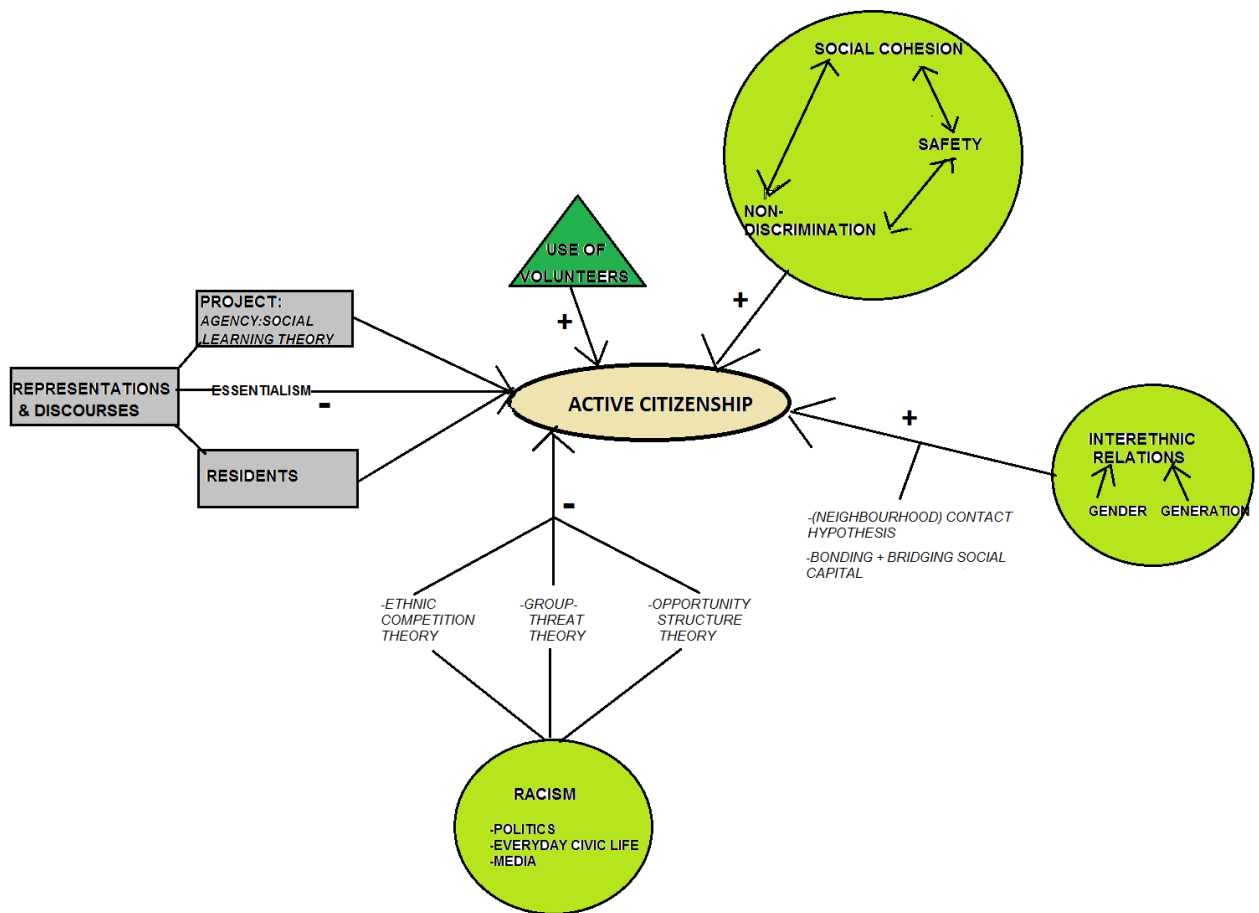 SOCIAL COHESION
SAFETY
NON-
DISCRIMINATION
USE OF
VOLUNTEERS
+
+
PROJECT:
AGENCY:SOCIAL
LEARNING THEORY
REPRESENTATIONS
& DISCOURSES
ESSENTIALISM
-
RESIDENTS
ACTIVE CITIZENSHIP
+
INTERETHNIC
RELATIONS
GENDER
GENERATION
-(NEIGHBOURHOOD) CONTACT
HYPOTHESIS
-BONDING + BRIDGING SOCIAL
CAPITAL
-
-ETHNIC
COMPETITION
THEORY
-GROUP-
THREAT
THEORY
-OPPORTUNITY
STRUCTURE
THEORY
RACISM
-POLITICS
-EVERYDAY CIVIC LIFE
-MEDIA